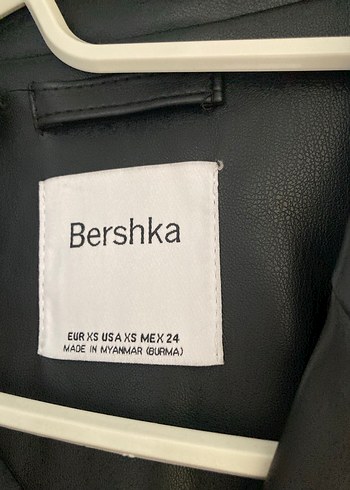 Bershka
EUR XS USA XS MEX 24
MADE IN MYANMAR (BURMA)